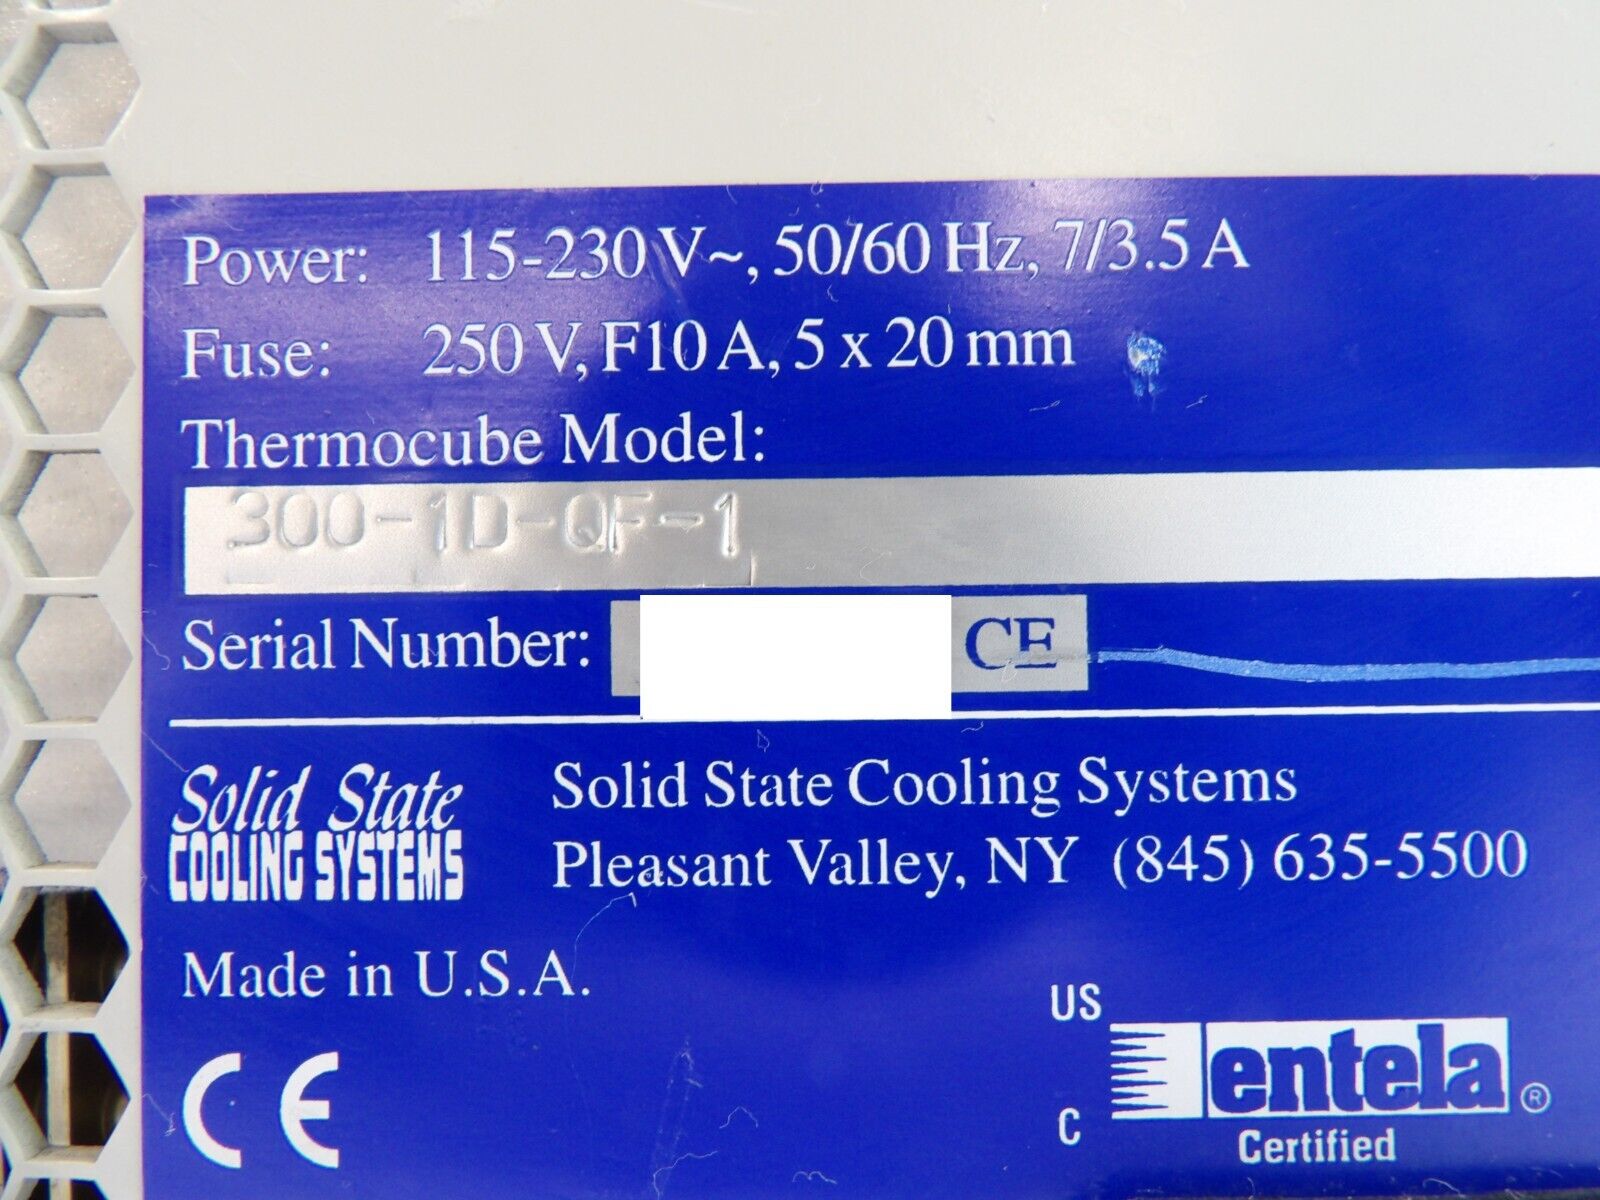 Power: 115-230 V~, 50/60 Hz, 7/3.5 A
Fuse: 250 V, F10 A, 5 x 20 mm
Thermocube Model:
300-1D-QF-1
Serial Number: CE
Solid State
COOLING SYSTEMS
Solid State Cooling Systems
Pleasant Valley, NY (845) 635-5500
Made in U.S.A.
CE
US
C
entela ®
Certified